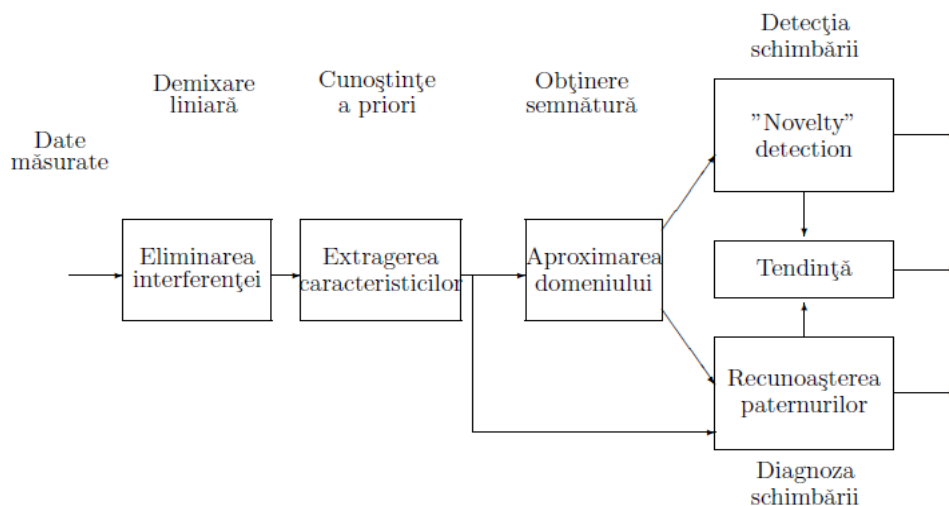 Date
măsurate
Demixare
liniară
Cunoştinţe
a priori
Obţinere
semnătură
Detecţia
schimbării
Eliminarea
interferenţei
Extragerea
caracteristicilor
Aproximarea
domeniului
”Novelty”
detection
Tendinţă
Recunoaşterea
paternurilor
Diagnoza
schimbării